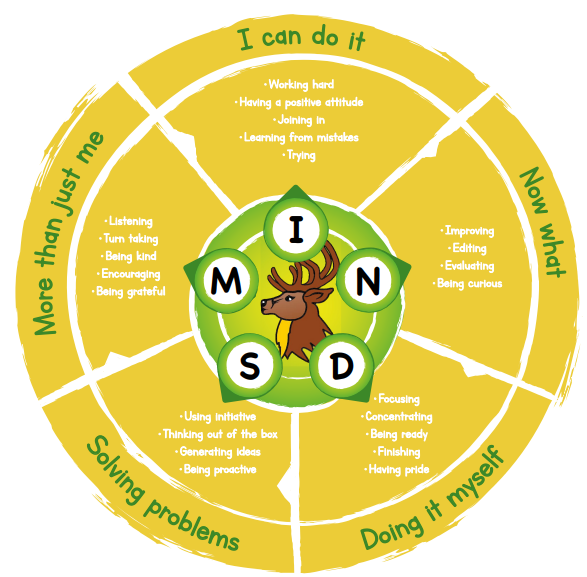 More than just me
· Listening
· Turn taking
· Being kind
· Encouraging
· Being grateful
I can do it
· Working hard
· Having a positive attitude
· Joining in
· Learning from mistakes
· Trying
Now what
· Improving
· Editing
· Evaluating
· Being curious
Doing it myself
· Focusing
· Concentrating
· Being ready
· Finishing
· Having pride
Solving problems
· Using initiative
· Thinking out of the box
· Generating ideas
· Being proactive
M
I
N
D
S